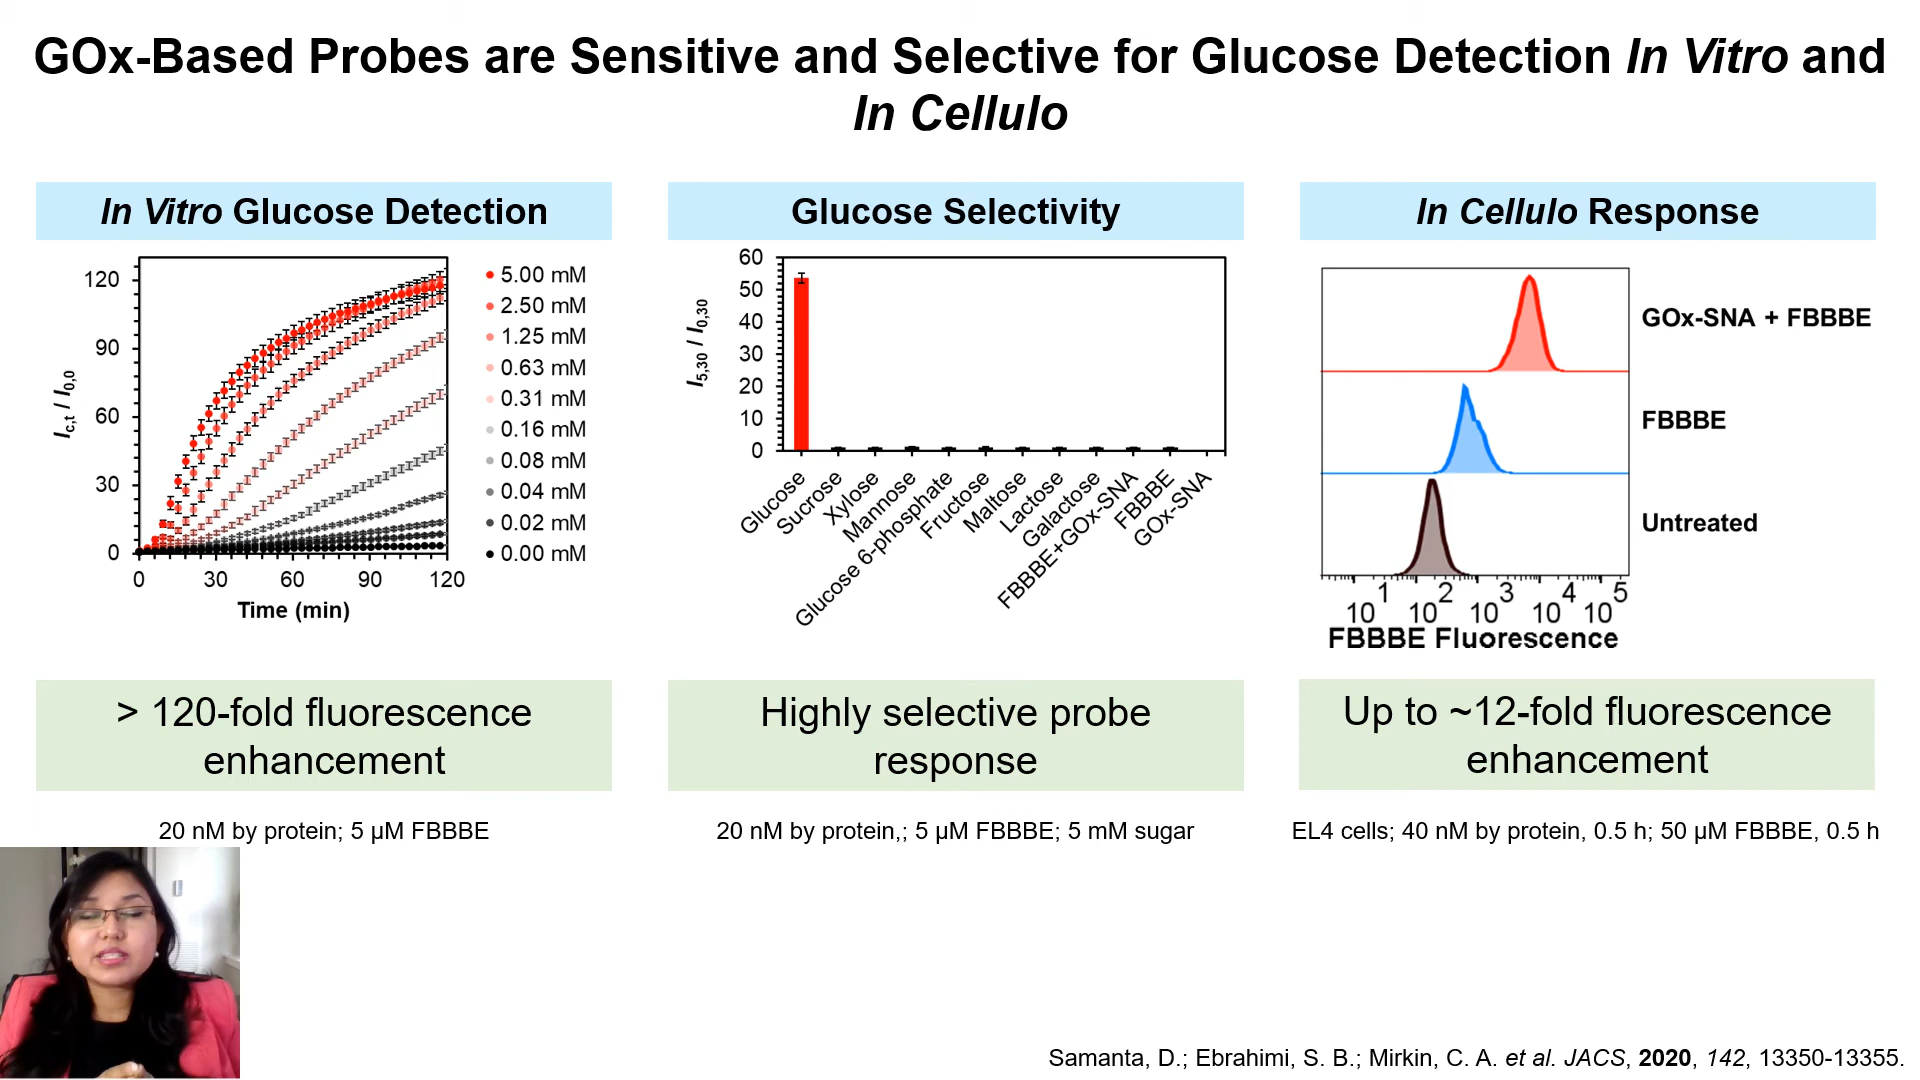 GOx-Based Probes are Sensitive and Selective for Glucose Detection In Vitro and
In Cellulo
In Vitro Glucose Detection
120
90
60
30
0
Ic,t / I0,0
0 30 60 90 120
Time (min)
5.00 mM
2.50 mM
1.25 mM
0.63 mM
0.31 mM
0.16 mM
0.08 mM
0.04 mM
0.02 mM
0.00 mM
> 120-fold fluorescence
enhancement
20 nM by protein; 5 µM FBBBE
Glucose Selectivity
60
50
40
30
20
10
0
I5,30 / I0,30
Glucose
Sucrose
Xylose
Mannose
Glucose 6-phosphate
Fructose
Maltose
Lactose
Galactose
FBBBE+GOx-SNA
FBBBE
GOx-SNA
Highly selective probe
response
20 nM by protein,; 5 µM FBBBE; 5 mM sugar
In Cellulo Response
GOx-SNA + FBBBE
FBBBE
Untreated
10^1 10^2 10^3 10^4 10^5
FBBBE Fluorescence
Up to ~12-fold fluorescence
enhancement
EL4 cells; 40 nM by protein, 0.5 h; 50 µM FBBBE, 0.5 h
Samanta, D.; Ebrahimi, S. B.; Mirkin, C. A. et al. JACS, 2020, 142, 13350-13355.